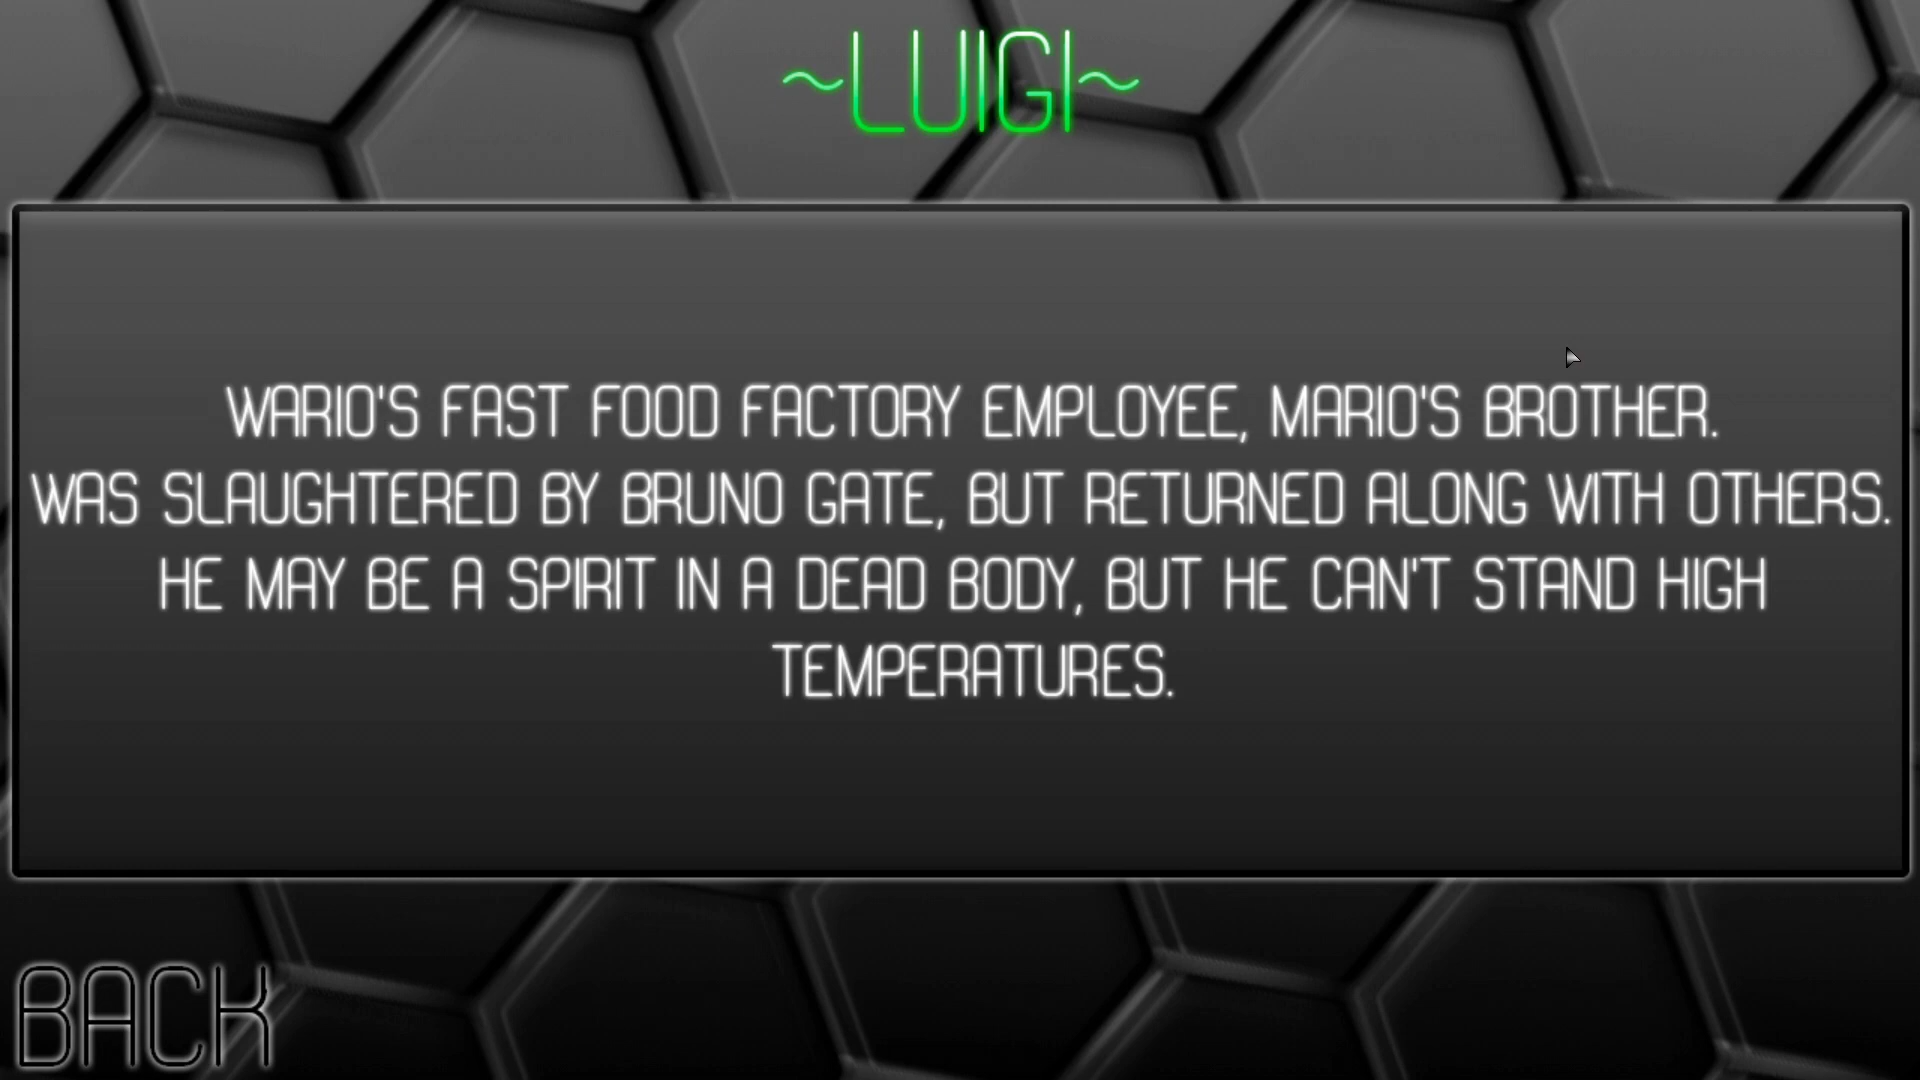 ~LUIGI~
WARIO'S FAST FOOD FACTORY EMPLOYEE, MARIO'S BROTHER.
WAS SLAUGHTERED BY BRUNO GATE, BUT RETURNED ALONG WITH OTHERS.
HE MAY BE A SPIRIT IN A DEAD BODY, BUT HE CAN'T STAND HIGH
TEMPERATURES.
BACK